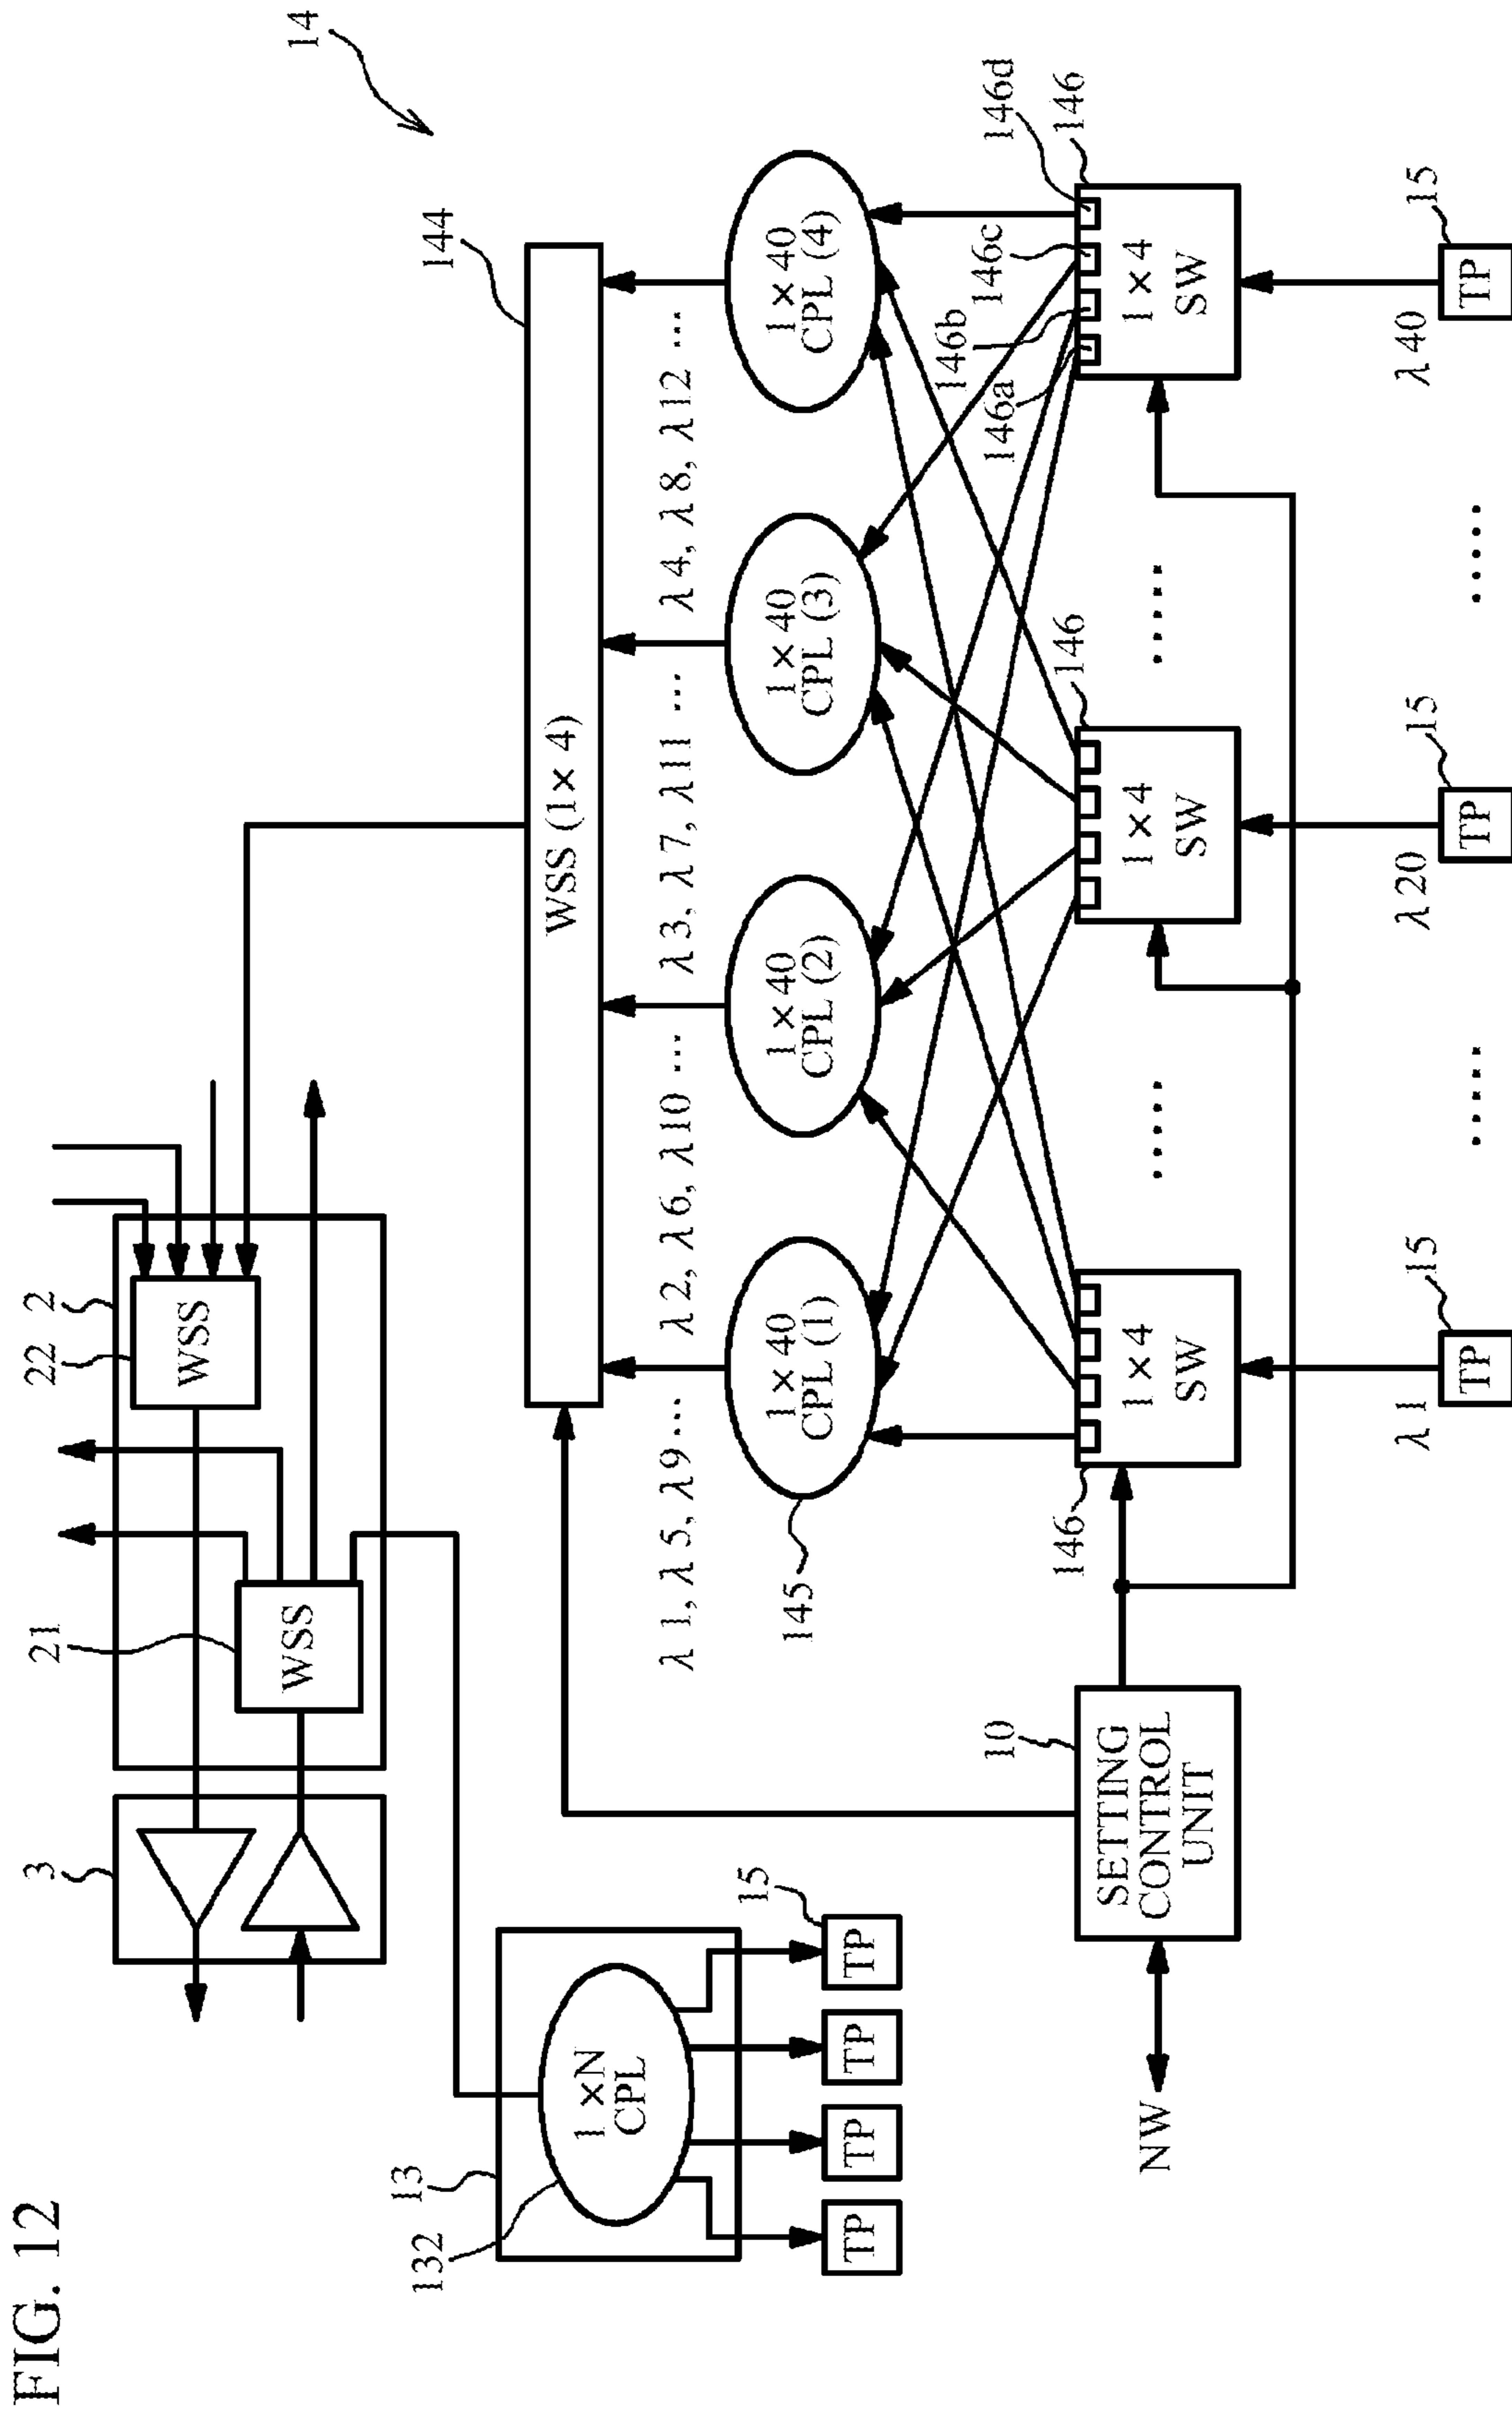 FIG. 12
14
3
2
21
22
WSS
WSS
144
WSS (1×4)
13
132
1×N
CPL
λ1, λ5, λ9...
λ2, λ6, λ10 ...
λ3, λ7, λ11 ...
λ4, λ8, λ12 ...
15
TP
TP
TP
TP
145
1×40
CPL (1)
1×40
CPL (2)
1×40
CPL (3)
1×40
CPL (4)
146a
146b
146c
146d
10
SETTING
CONTROL
UNIT
NW
146
1×4
SW
.....
146
1×4
SW
.....
146
1×4
SW
λ1
15
TP
.....
λ20
15
TP
.....
λ40
15
TP